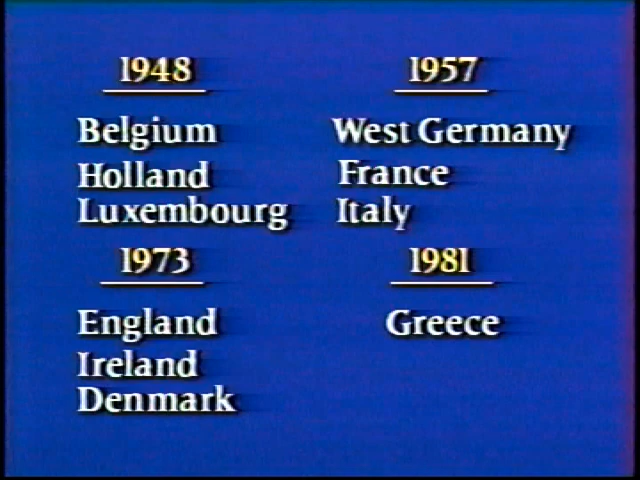 1948
Belgium
Holland
Luxembourg
1957
West Germany
France
Italy
1973
England
Ireland
Denmark
1981
Greece